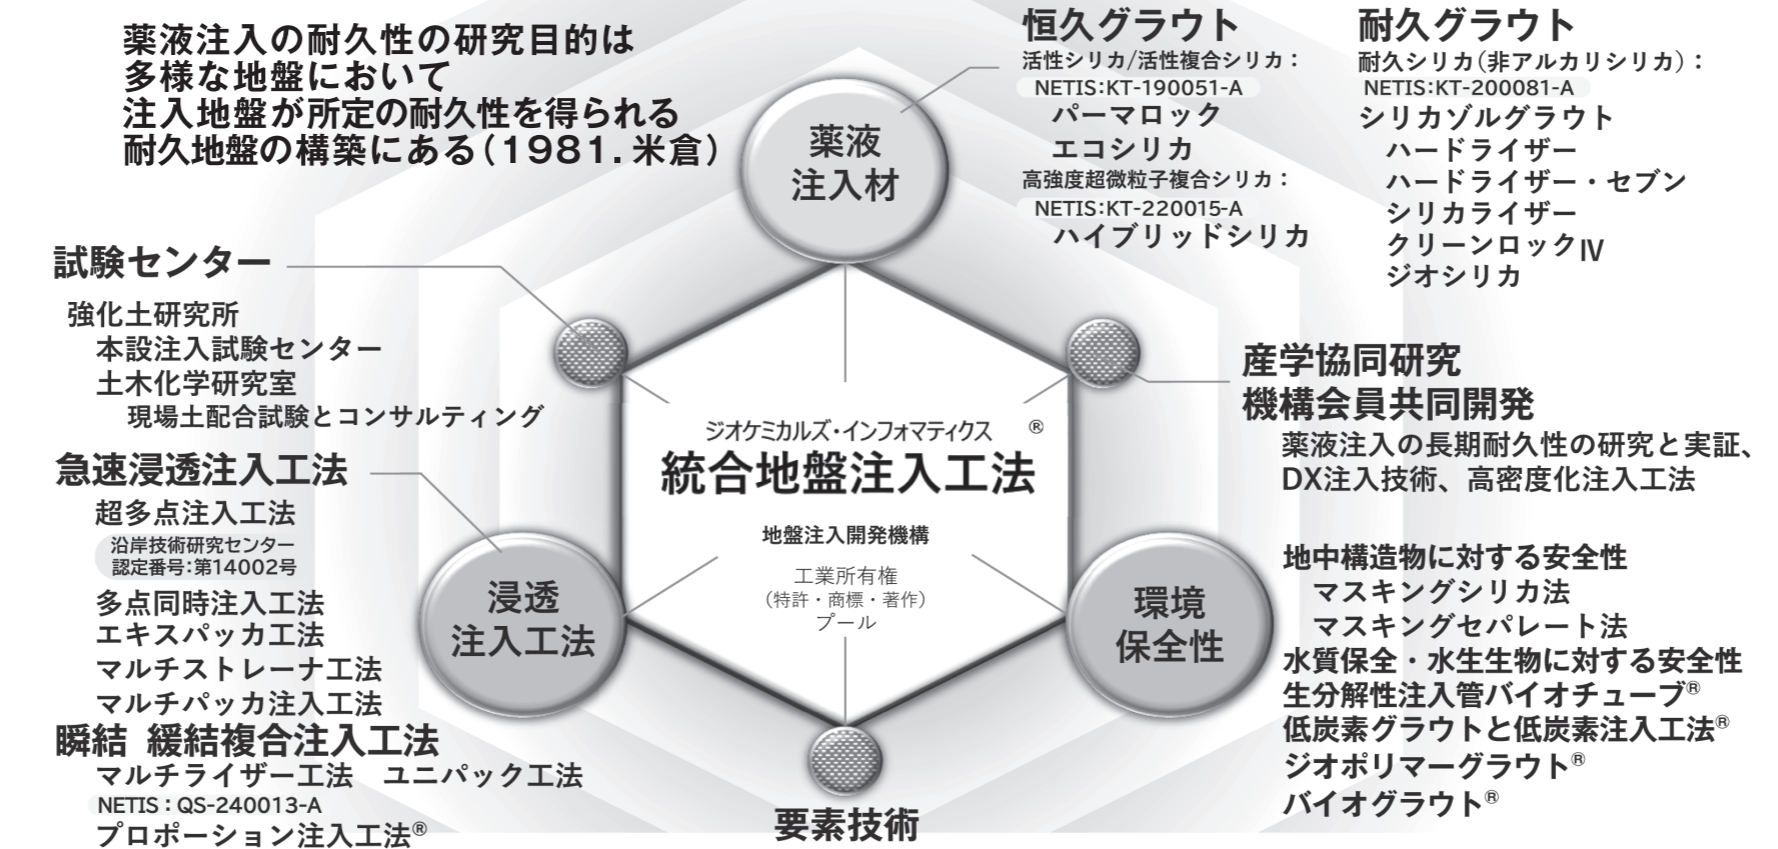 薬液注入の耐久性の研究目的は
多様な地盤において
注入地盤が所定の耐久性を得られる
耐久地盤の構築にある(1981.米倉)
薬液
注入材
恒久グラウト
活性シリカ/活性複合シリカ:
NETIS:KT-190051-A
パーマロック
エコシリカ
高強度超微粒子複合シリカ:
NETIS:KT-220015-A
ハイブリッドシリカ
耐久グラウト
耐久シリカ(非アルカリシリカ):
NETIS:KT-200081-A
シリカゾルグラウト
ハードライザー
ハードライザー・セブン
シリカライザー
クリーンロックⅣ
ジオシリカ
試験センター
強化土研究所
本設注入試験センター
土木化学研究室
現場土配合試験とコンサルティング
産学協同研究
機構会員共同開発
薬液注入の長期耐久性の研究と実証、
DX注入技術、高密度化注入工法
ジオケミカルズ・インフォマティクス®
統合地盤注入工法
地盤注入開発機構
工業所有権
(特許・商標・著作)
プール
急速浸透注入工法
超多点注入工法
沿岸技術研究センター
認定番号:第14002号
多点同時注入工法
エキスパッカ工法
マルチストレーナ工法
マルチパッカ注入工法
瞬結 緩結複合注入工法
マルチライザー工法 ユニパック工法
NETIS:QS-240013-A
プロポーション注入工法®
浸透
注入工法
環境
保全性
地中構造物に対する安全性
マスキングシリカ法
マスキングセパレート法
水質保全・水生生物に対する安全性
生分解性注入管バイオチューブ®
低炭素グラウトと低炭素注入工法®
ジオポリマーグラウト®
バイオグラウト®
要素技術